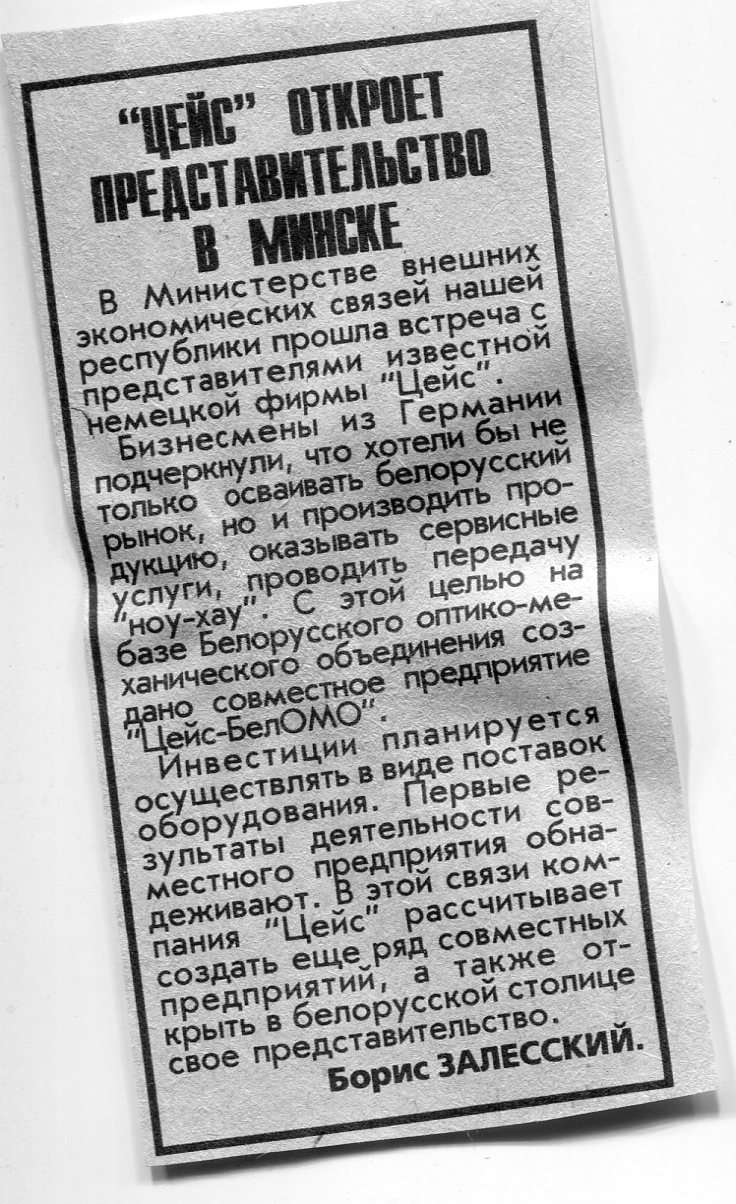 “ЦЕЙС” ОТКРОЕТ
ПРЕДСТАВИТЕЛЬСТВО
В МИНСКЕ
В Министерстве внешних
экономических связей нашей
республики прошла встреча с
представителями известной
немецкой фирмы "Цейс".
Бизнесмены из Германии
подчеркнули, что хотели бы не
только осваивать белорусский
рынок, но и производить про-
дукцию, оказывать сервисные
услуги, проводить передачу
"ноу-хау". С этой целью на
базе Белорусского оптико-ме-
ханического объединения соз-
дано совместное предприятие
"Цейс-БелОМО".
Инвестиции планируется
осуществлять в виде поставок
оборудования. Первые ре-
зультаты деятельности сов-
местного предприятия обна-
деживают. В этой связи ком-
пания "Цейс" рассчитывает
создать еще ряд совместных
предприятий, а также от-
крыть в белорусской столице
свое представительство.
Борис ЗАЛЕССКИЙ.